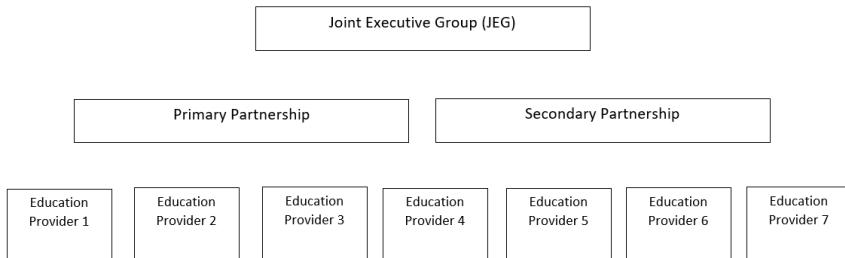 Joint Executive Group (JEG)
Primary Partnership
Secondary Partnership
Education
Provider 1
Education
Provider 2
Education
Provider 3
Education
Provider 4
Education
Provider 5
Education
Provider 6
Education
Provider 7